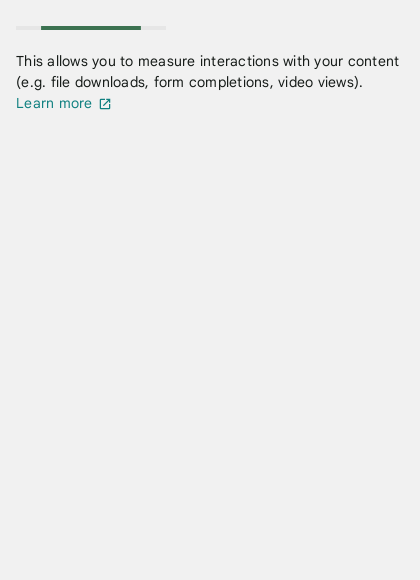 This allows you to measure interactions with your content
(e.g. file downloads, form completions, video views).
Learn more